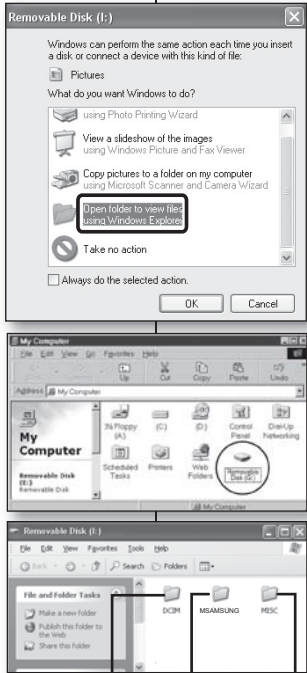 Removable Disk (I:)
Windows can perform the same action each time you insert
a disk or connect a device with this kind of file:
Pictures
What do you want Windows to do?
using Photo Printing Wizard
View a slideshow of the images
using Windows Picture and Fax Viewer
Copy pictures to a folder on my computer
using Microsoft Scanner and Camera Wizard
Open folder to view files
using Windows Explorer
Take no action
Always do the selected action.
OK Cancel
My Computer
File Edit View Go Favorites Help
Up Cut Copy Paste Undo
Address My Computer
My
Computer
3½ Floppy
(A:)
(C:)
(D:)
Control
Panel
Dial-Up
Networking
Scheduled
Tasks
Printers
Web
Folders
Removable
Disk (G:)
Removable Disk
Removable Disk
My Computer
Removable Disk (I:)
File Edit View Favorites Tools Help
Back Search Folders
File and Folder Tasks
Make a new folder
Publish this folder to
the Web
Share this folder
DCIM
MSAMSUNG
MISC